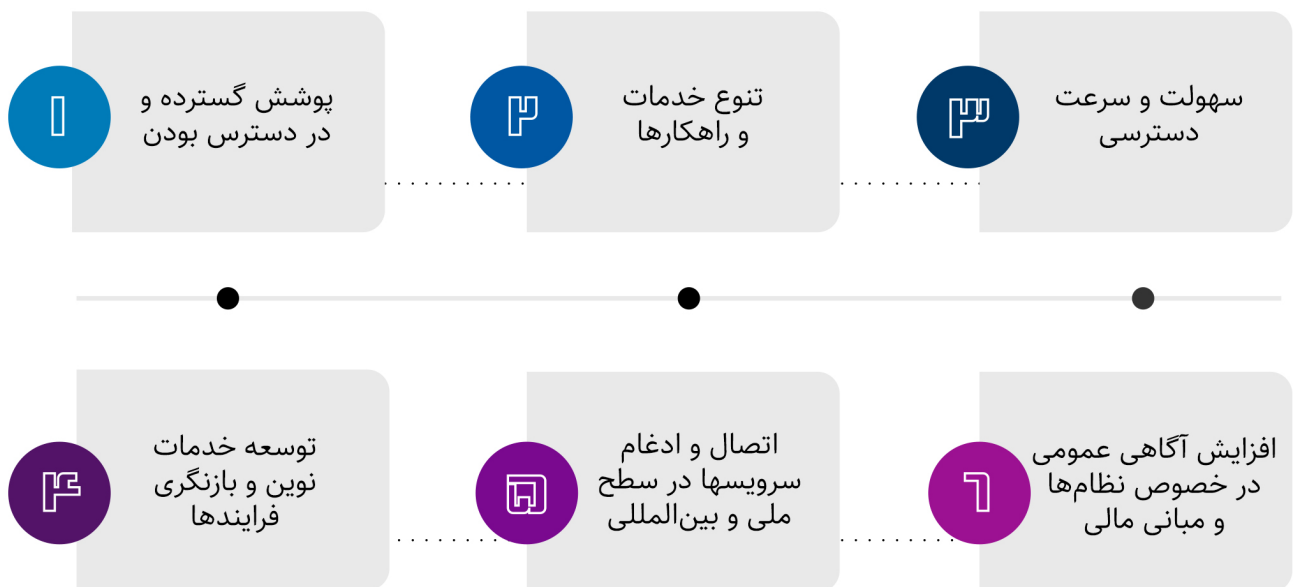 ۱
پوشش گسترده و
در دسترس بودن
۲
تنوع خدمات
و راهکارها
۳
سهولت و سرعت
دسترسی
۴
توسعه خدمات
نوین و بازنگری
فرایندها
۵
اتصال و ادغام
سرویسها در سطح
ملی و بین‌المللی
۶
افزایش آگاهی عمومی
در خصوص نظام‌ها
و مبانی مالی